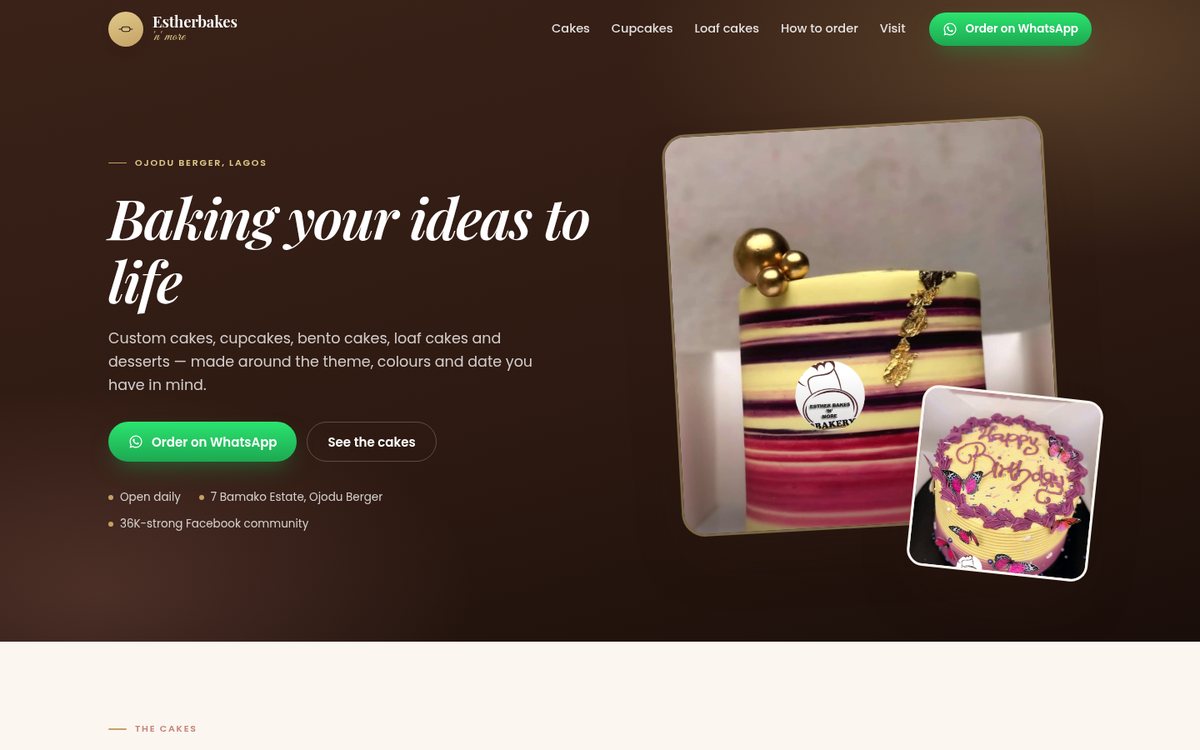 Estherbakes
'n' more
Cakes
Cupcakes
Loaf cakes
How to order
Visit
Order on WhatsApp
OJODU BERGER, LAGOS
Baking your ideas to
life
Custom cakes, cupcakes, bento cakes, loaf cakes and
desserts — made around the theme, colours and date you
have in mind.
Order on WhatsApp
See the cakes
Open daily
7 Bamako Estate, Ojodu Berger
36K-strong Facebook community
ESTHER BAKES
'N'
MORE
BAKERY
Happy
Birthday
THE CAKES